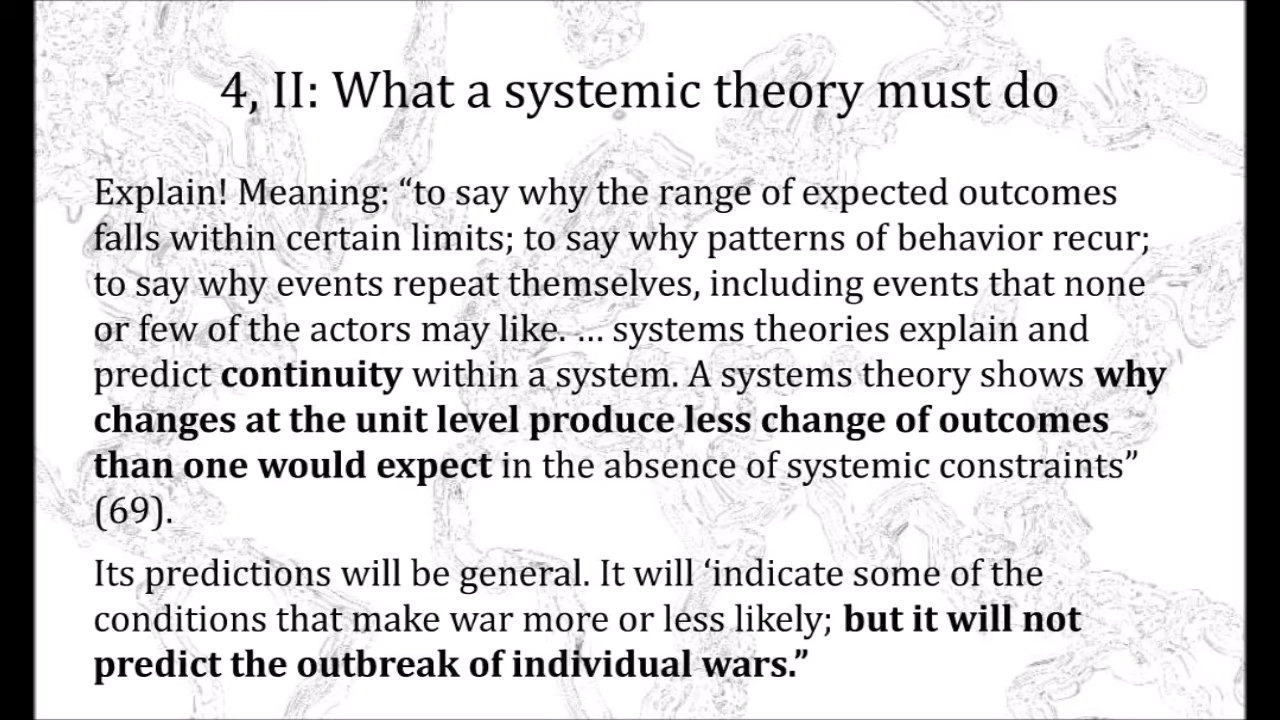 4, II: What a systemic theory must do
Explain! Meaning: “to say why the range of expected outcomes
falls within certain limits; to say why patterns of behavior recur;
to say why events repeat themselves, including events that none
or few of the actors may like. … systems theories explain and
predict continuity within a system. A systems theory shows why
changes at the unit level produce less change of outcomes
than one would expect in the absence of systemic constraints”
(69).
Its predictions will be general. It will ‘indicate some of the
conditions that make war more or less likely; but it will not
predict the outbreak of individual wars.”